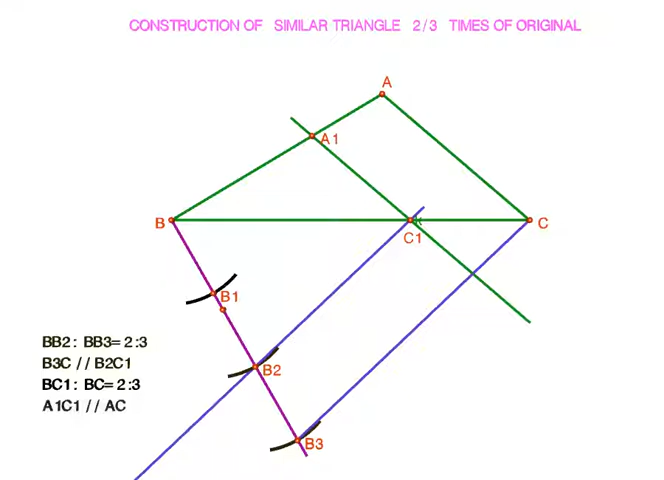 CONSTRUCTION OF SIMILAR TRIANGLE 2/3 TIMES OF ORIGINAL
A
A1
B
C
K
C1
B1
BB2: BB3= 2:3
B3C // B2C1
B2
BC1: BC= 2:3
A1C1 // AC
B3